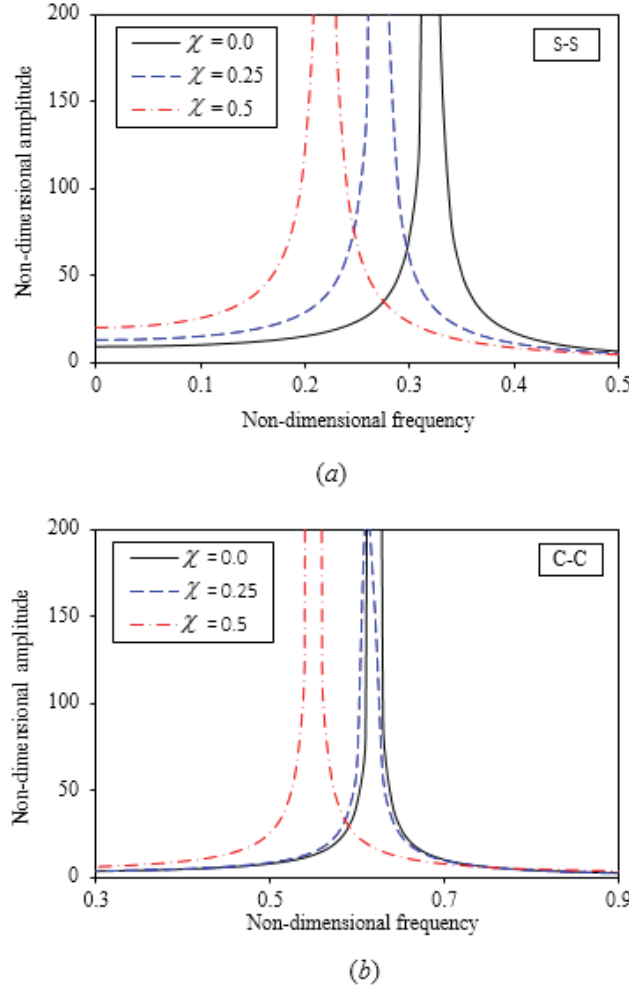 200
150
100
50
0
Non-dimensional amplitude
χ = 0.0
χ = 0.25
χ = 0.5
S-S
0 0.1 0.2 0.3 0.4 0.5
Non-dimensional frequency
(a)
200
150
100
50
0
Non-dimensional amplitude
χ = 0.0
χ = 0.25
χ = 0.5
C-C
0.3 0.5 0.7 0.9
Non-dimensional frequency
(b)